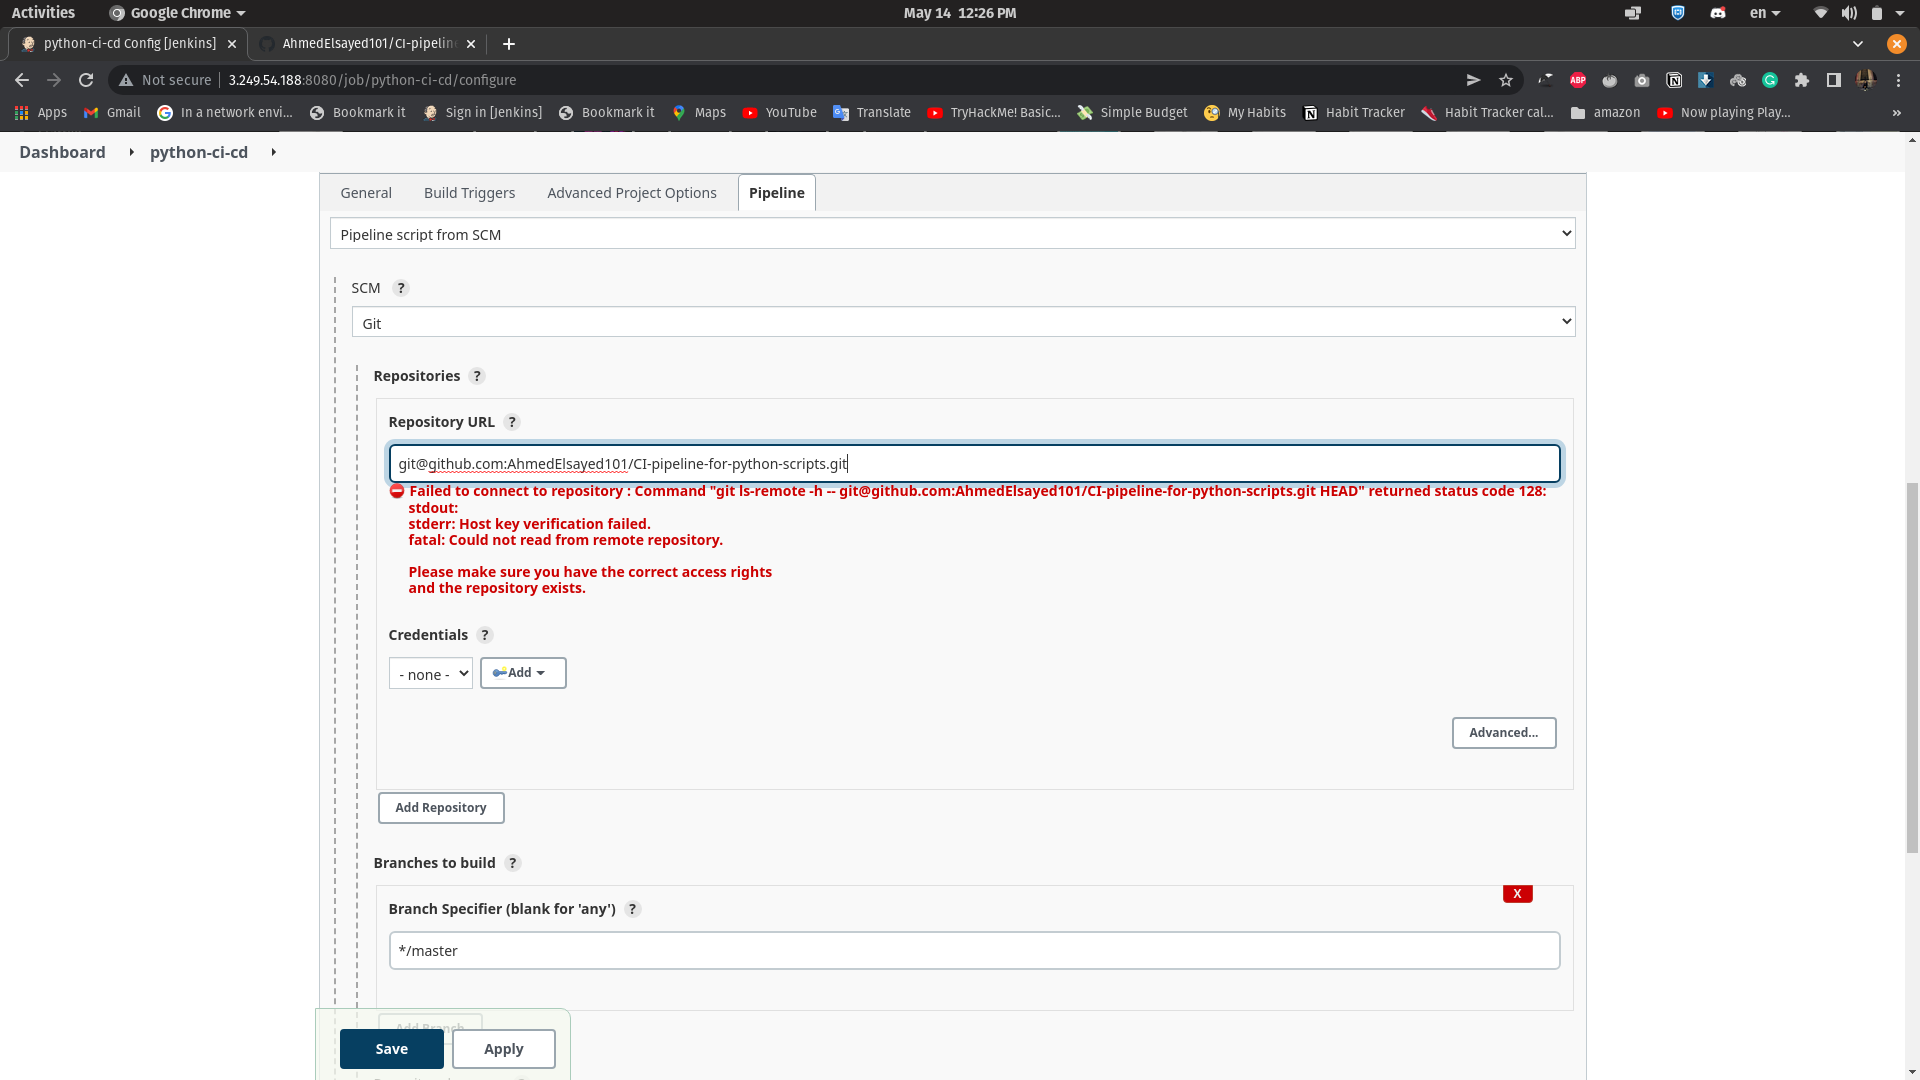 Activities
Google Chrome
May 14 12:26 PM
en
python-ci-cd Config [Jenkins]
AhmedElsayed101/CI-pipelin
Not secure
3.249.54.188:8080/job/python-ci-cd/configure
ABP
Apps
Gmail
In a network envi...
Bookmark it
Sign in [Jenkins]
Bookmark it
Maps
YouTube
Translate
TryHackMe! Basic...
Simple Budget
My Habits
Habit Tracker
Habit Tracker cal...
amazon
Now playing Play...
»
Dashboard
python-ci-cd
General
Build Triggers
Advanced Project Options
Pipeline
Pipeline script from SCM
SCM ?
Git
Repositories ?
Repository URL ?
git@github.com:AhmedElsayed101/CI-pipeline-for-python-scripts.git
Failed to connect to repository : Command "git ls-remote -h -- git@github.com:AhmedElsayed101/CI-pipeline-for-python-scripts.git HEAD" returned status code 128:
stdout:
stderr: Host key verification failed.
fatal: Could not read from remote repository.
Please make sure you have the correct access rights
and the repository exists.
Credentials ?
- none -
Add
Advanced...
Add Repository
Branches to build ?
X
Branch Specifier (blank for 'any') ?
*/master
Add Branch
Save
Apply